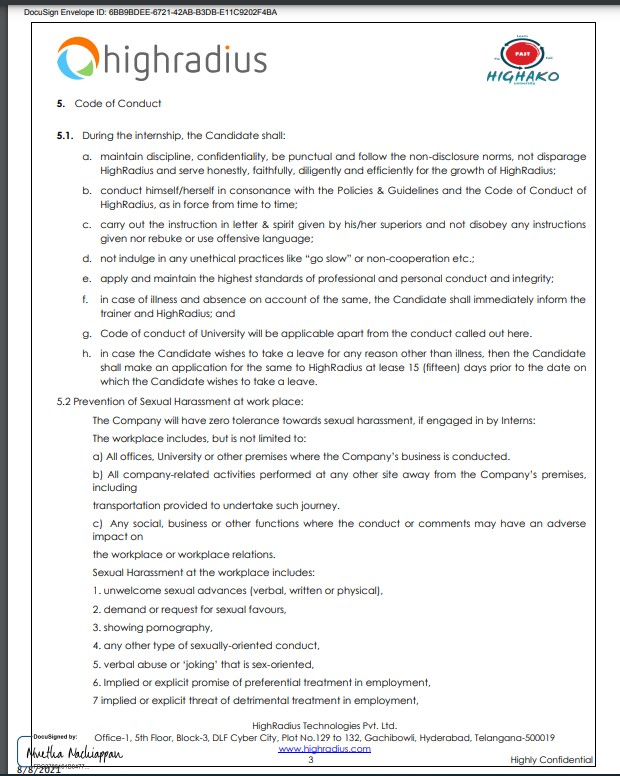 DocuSign Envelope ID: 6BB9BDEE-6721-42AB-B3DB-E11C9202F4BA
highradius
FAST
HIGHAKO
5. Code of Conduct
5.1. During the internship, the Candidate shall:
a. maintain discipline, confidentiality, be punctual and follow the non-disclosure norms, not disparage
HighRadius and serve honestly, faithfully, diligently and efficiently for the growth of HighRadius;
b. conduct himself/herself in consonance with the Policies & Guidelines and the Code of Conduct of
HighRadius, as in force from time to time;
c. carry out the instruction in letter & spirit given by his/her superiors and not disobey any instructions
given nor rebuke or use offensive language;
d. not indulge in any unethical practices like "go slow" or non-cooperation etc.;
e. apply and maintain the highest standards of professional and personal conduct and integrity;
f. in case of illness and absence on account of the same, the Candidate shall immediately inform the
trainer and HighRadius; and
g. Code of conduct of University will be applicable apart from the conduct called out here.
h. in case the Candidate wishes to take a leave for any reason other than illness, then the Candidate
shall make an application for the same to HighRadius at lease 15 (fifteen) days prior to the date on
which the Candidate wishes to take a leave.
5.2 Prevention of Sexual Harassment at work place:
The Company will have zero tolerance towards sexual harassment, if engaged in by Interns:
The workplace includes, but is not limited to:
a) All offices, University or other premises where the Company's business is conducted.
b) All company-related activities performed at any other site away from the Company's premises,
including
transportation provided to undertake such journey.
c) Any social, business or other functions where the conduct or comments may have an adverse
impact on
the workplace or workplace relations.
Sexual Harassment at the workplace includes:
1. unwelcome sexual advances (verbal, written or physical),
2. demand or request for sexual favours,
3. showing pornography,
4. any other type of sexually-oriented conduct,
5. verbal abuse or 'joking' that is sex-oriented,
6. Implied or explicit promise of preferential treatment in employment,
7 implied or explicit threat of detrimental treatment in employment,
HighRadius Technologies Pvt. Ltd.
DocuSigned by:
Office-1, 5th Floor, Block-3, DLF Cyber City, Plot No.129 to 132, Gachibowli, Hyderabad, Telangana-500019
www.highradius.com
Nachiappan
3
Highly Confidential
8/8/2021